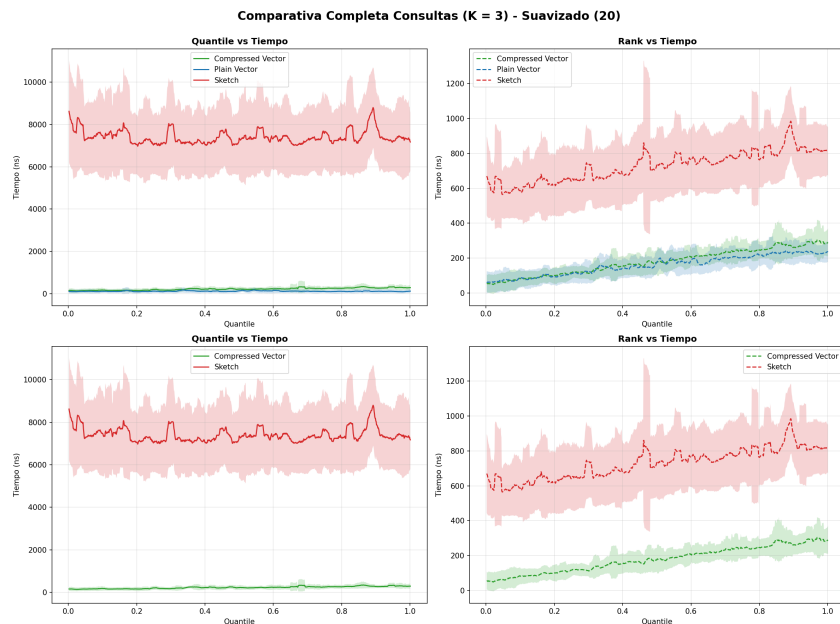 Comparativa Completa Consultas (K = 3) - Suavizado (20)
Quantile vs Tiempo
Compressed Vector
Plain Vector
Sketch
Tiempo (ns)
10000
8000
6000
4000
2000
0
0.0 0.2 0.4 0.6 0.8 1.0
Quantile
Rank vs Tiempo
Compressed Vector
Plain Vector
Sketch
Tiempo (ns)
1200
1000
800
600
400
200
0
0.0 0.2 0.4 0.6 0.8 1.0
Quantile
Quantile vs Tiempo
Compressed Vector
Sketch
Tiempo (ns)
10000
8000
6000
4000
2000
0
0.0 0.2 0.4 0.6 0.8 1.0
Quantile
Rank vs Tiempo
Compressed Vector
Sketch
Tiempo (ns)
1200
1000
800
600
400
200
0
0.0 0.2 0.4 0.6 0.8 1.0
Quantile